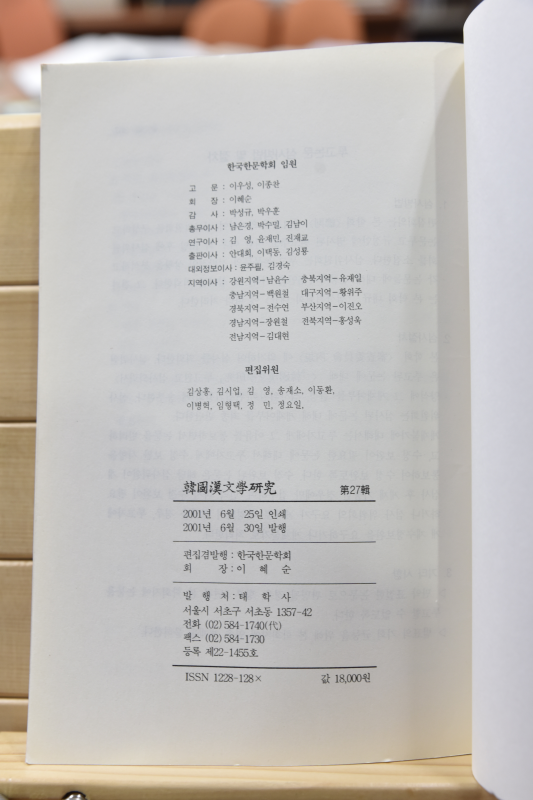 한국한문학회 임원
고 문 : 이우성, 이종찬
회 장 : 이혜순
감 사 : 박성규, 박우훈
총무이사 : 남은경, 박수밀, 김남이
연구이사 : 김 영, 윤재민, 진재교
출판이사 : 안대회, 이택동, 김성룡
대외정보이사 : 윤주필, 김경숙
지역이사 : 강원지역-남윤수 충북지역-유재일
충남지역-백원철 대구지역-황위주
경북지역-전수연 부산지역-이진오
경남지역-장원철 전북지역-홍성욱
전남지역-김대현
편집위원
김상홍, 김시업, 김 영, 송재소, 이동환,
이병혁, 임형택, 정 민, 정요일,
韓國漢文學硏究 第27輯
2001년 6월 25일 인쇄
2001년 6월 30일 발행
편집겸발행 : 한국한문학회
회 장 : 이 혜 순
발 행 처 : 태 학 사
서울시 서초구 서초동 1357-42
전화 (02) 584-1740(代)
팩스 (02) 584-1730
등록 제22-1455호
ISSN 1228-128× 값 18,000원